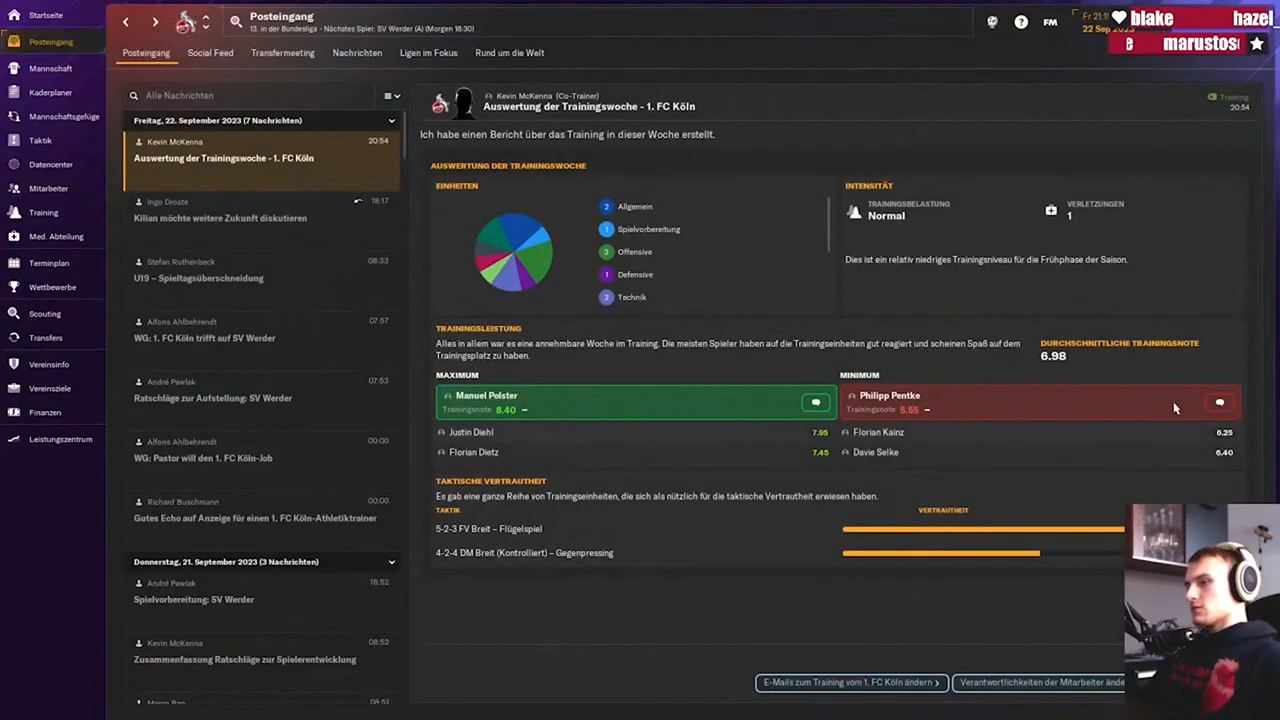 Startseite
Posteingang
Mannschaft
Kaderplaner
Mannschaftsgefüge
Taktik
Datencenter
Mitarbeiter
Training
Med. Abteilung
Terminplan
Wettbewerbe
Scouting
Transfers
Vereinsinfo
Vereinsziele
Finanzen
Leistungszentrum
Posteingang
13. in der Bundesliga - Nächstes Spiel: SV Werder (A) (Morgen 18:30)
FM
22 Sep 2023
blake
hazel
marustos
Posteingang
Social Feed
Transfermeeting
Nachrichten
Ligen im Fokus
Rund um die Welt
Alle Nachrichten
Freitag, 22. September 2023 (7 Nachrichten)
Kevin McKenna 20:54
Auswertung der Trainingswoche - 1. FC Köln
Ingo Droste 18:17
Kilian möchte weitere Zukunft diskutieren
Stefan Ruthenbeck 08:33
U19 – Spieltagsüberschneidung
Alfons Ahlbehrendt 07:57
WG: 1. FC Köln trifft auf SV Werder
André Pawlak 07:53
Ratschläge zur Aufstellung: SV Werder
Alfons Ahlbehrendt 00:00
WG: Pastor will den 1. FC Köln-Job
Richard Buschmann 00:00
Gutes Echo auf Anzeige für einen 1. FC Köln-Athletiktrainer
Donnerstag, 21. September 2023 (3 Nachrichten)
André Pawlak 16:52
Spielvorbereitung: SV Werder
Kevin McKenna 08:52
Zusammenfassung Ratschläge zur Spielerentwicklung
08:51
Kevin McKenna (Co-Trainer)
Auswertung der Trainingswoche - 1. FC Köln
Training
20:54
Ich habe einen Bericht über das Training in dieser Woche erstellt.
AUSWERTUNG DER TRAININGSWOCHE
EINHEITEN
2 Allgemein
1 Spielvorbereitung
3 Offensive
1 Defensive
2 Technik
INTENSITÄT
TRAININGSBELASTUNG
Normal
VERLETZUNGEN
1
Dies ist ein relativ niedriges Trainingsniveau für die Frühphase der Saison.
TRAININGSLEISTUNG
Alles in allem war es eine annehmbare Woche im Training. Die meisten Spieler haben auf die Trainingseinheiten gut reagiert und scheinen Spaß auf dem
Trainingsplatz zu haben.
DURCHSCHNITTLICHE TRAININGSNOTE
6.98
MAXIMUM
Manuel Polster
Trainingsnote 8.40 –
Justin Diehl 7.95
Florian Dietz 7.45
MINIMUM
Philipp Pentke
Trainingsnote 5.55 –
Florian Kainz 6.25
Davie Selke 6.40
TAKTISCHE VERTRAUTHEIT
Es gab eine ganze Reihe von Trainingseinheiten, die sich als nützlich für die taktische Vertrautheit erwiesen haben.
TAKTIK VERTRAUTHEIT
5-2-3 FV Breit – Flügelspiel
4-2-4 DM Breit (Kontrolliert) – Gegenpressing
E-Mails zum Training vom 1. FC Köln ändern
Verantwortlichkeiten der Mitarbeiter ände